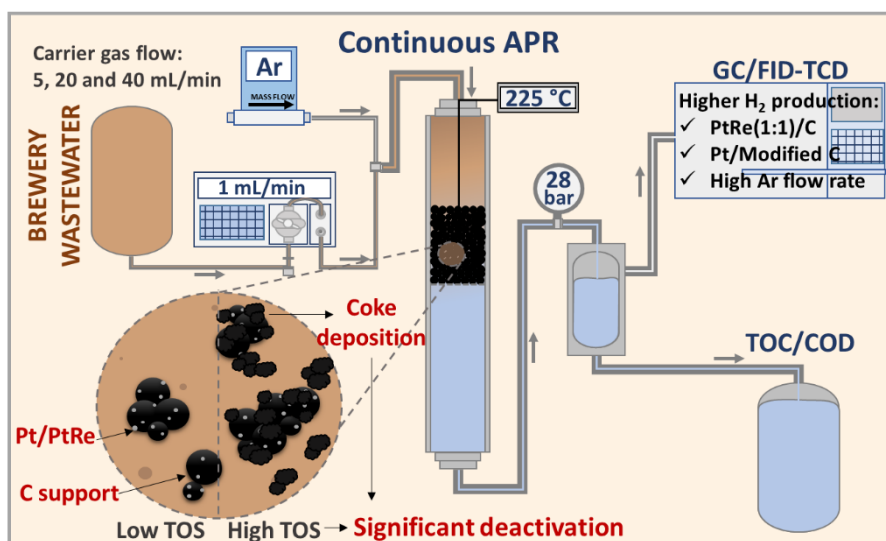 Continuous APR
Carrier gas flow:
5, 20 and 40 mL/min
Ar
MASS FLOW
225 °C
GC/FID-TCD
Higher H₂ production:
✓ PtRe(1:1)/C
✓ Pt/Modified C
✓ High Ar flow rate
BREWERY
WASTEWATER
1 mL/min
28
bar
Coke
deposition
TOC/COD
Pt/PtRe
C support
Low TOS
High TOS
Significant deactivation